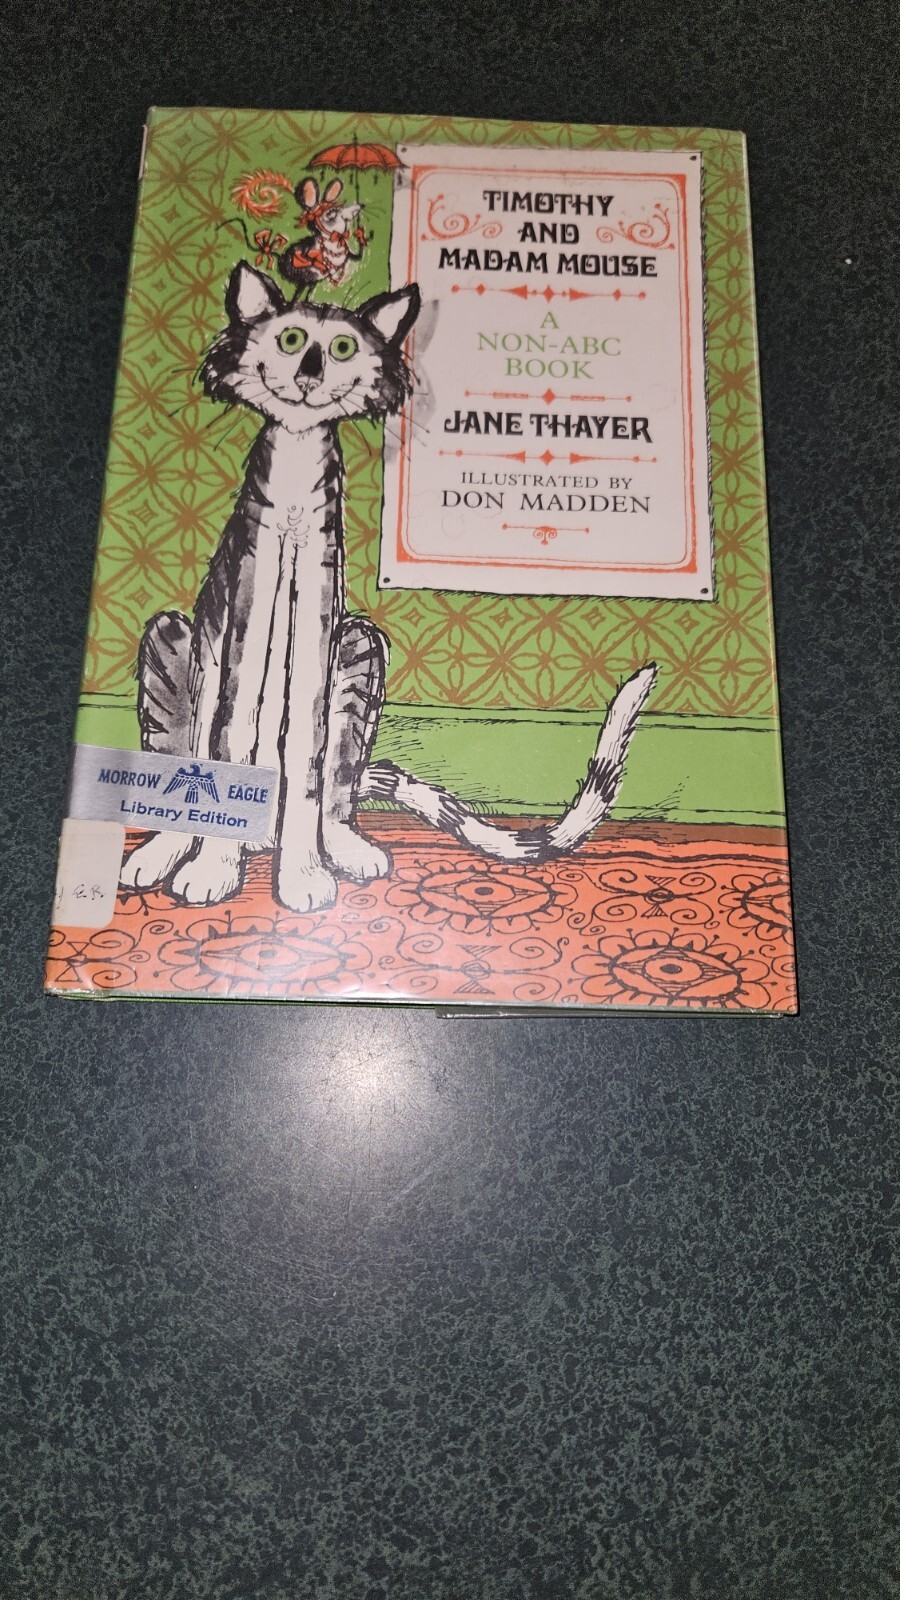 TIMOTHY
AND
MADAM MOUSE
A
NON-ABC
BOOK
JANE THAYER
ILLUSTRATED BY
DON MADDEN
MORROW EAGLE
Library Edition